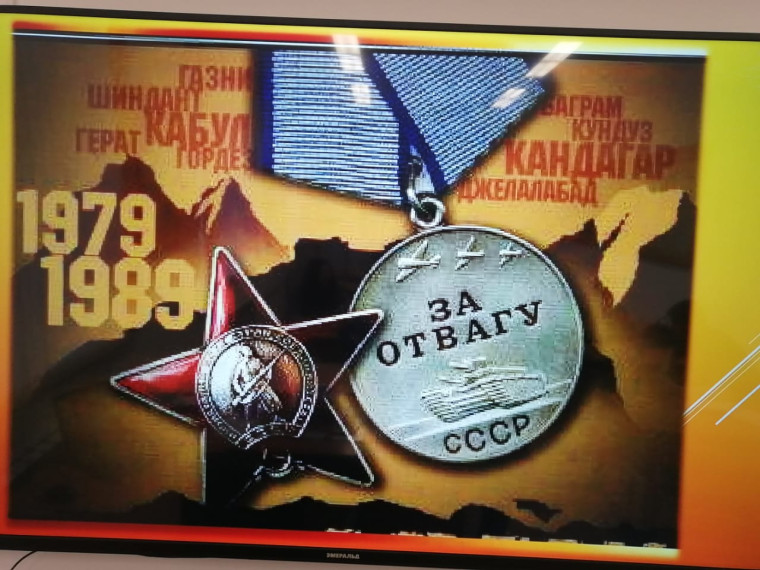 ГАЗНИ
ШИНДАНТ
ГЕРАТ
КАБУЛ
ГОРДЕЗ
БАГРАМ
КУНДУЗ
КАНДАГАР
ДЖЕЛАЛАБАД
1979
1989
ЗА
ОТВАГУ
СССР